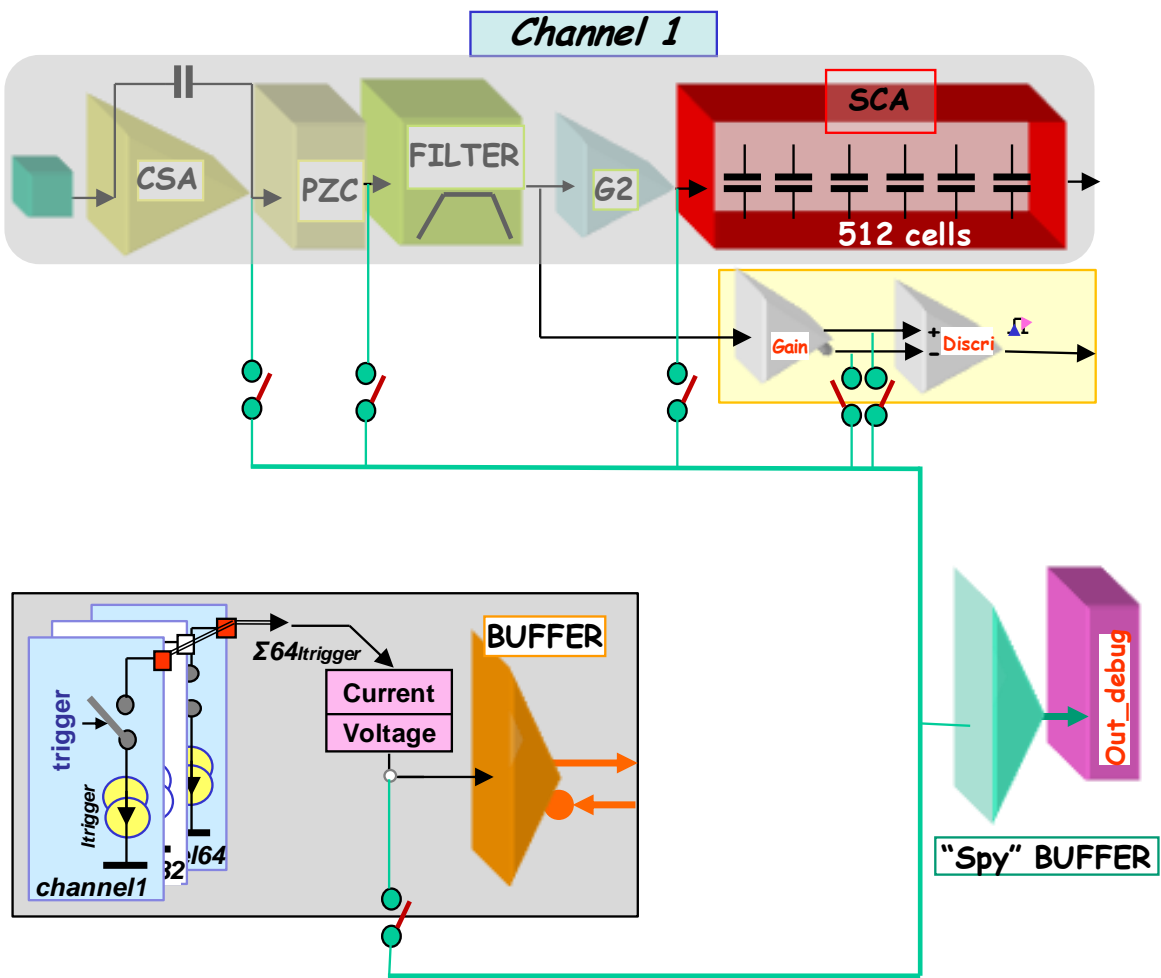 Channel 1
SCA
CSA
PZC
FILTER
G2
512 cells
Gain
+
-
Discri
Σ64Itrigger
BUFFER
Current
Voltage
trigger
Itrigger
channel1
32
el64
Out_debug
“Spy” BUFFER